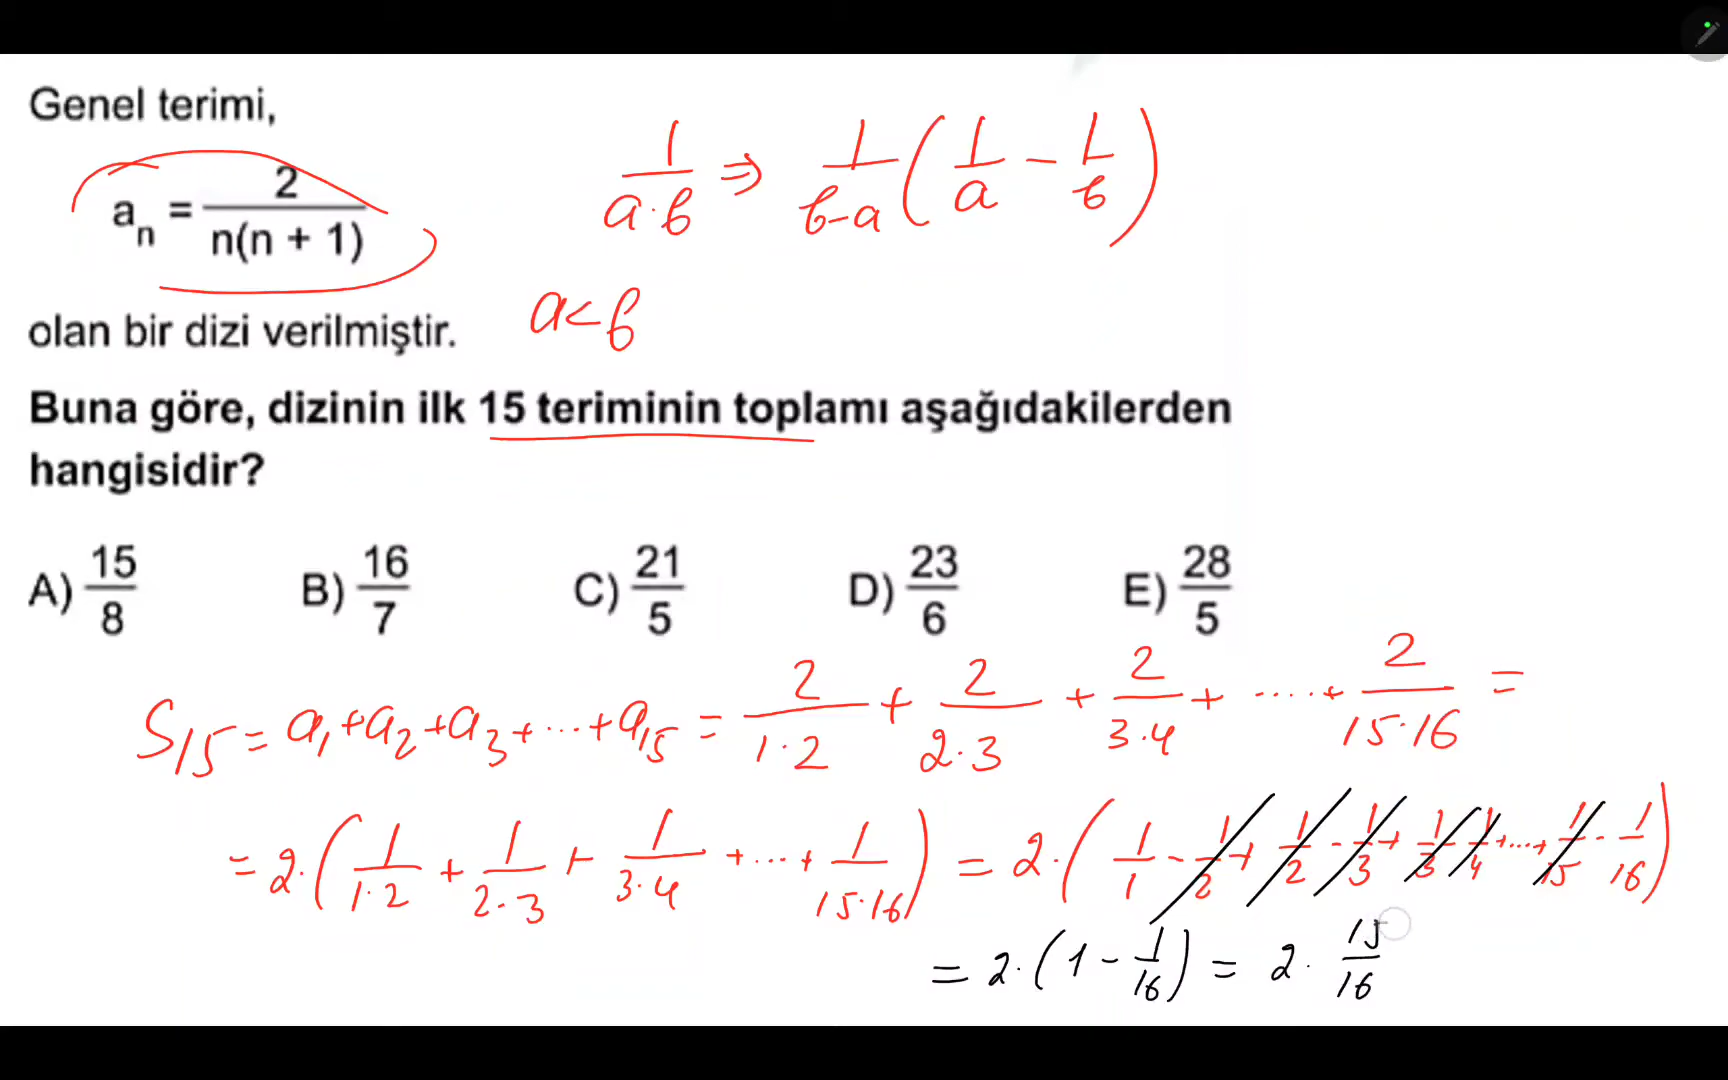 Genel terimi,
a_n = 2/(n(n + 1))
1/(a·b) ⇒ 1/(b-a) (1/a - 1/b)
olan bir dizi verilmiştir.
a<b
Buna göre, dizinin ilk 15 teriminin toplamı aşağıdakilerden
hangisidir?
A) 15/8 B) 16/7 C) 21/5 D) 23/6 E) 28/5
S15 = a1+a2+a3+...+a15 = 2/(1·2) + 2/(2·3) + 2/(3·4) + ....+ 2/(15·16) =
= 2·(1/(1·2) + 1/(2·3) + 1/(3·4) +...+ 1/(15·16)) = 2·(1/1 - 1/2 + 1/2 - 1/3 + 1/3 - 1/4 +...+ 1/15 - 1/16)
= 2·(1 - 1/16) = 2· 15/16